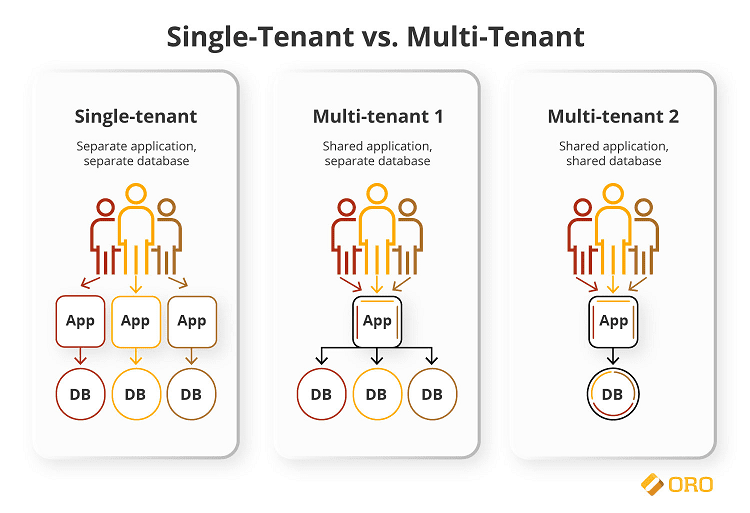 Single-Tenant vs. Multi-Tenant
Single-tenant
Separate application,
separate database
App
App
App
DB
DB
DB
Multi-tenant 1
Shared application,
separate database
App
DB
DB
DB
Multi-tenant 2
Shared application,
shared database
App
DB
ORO